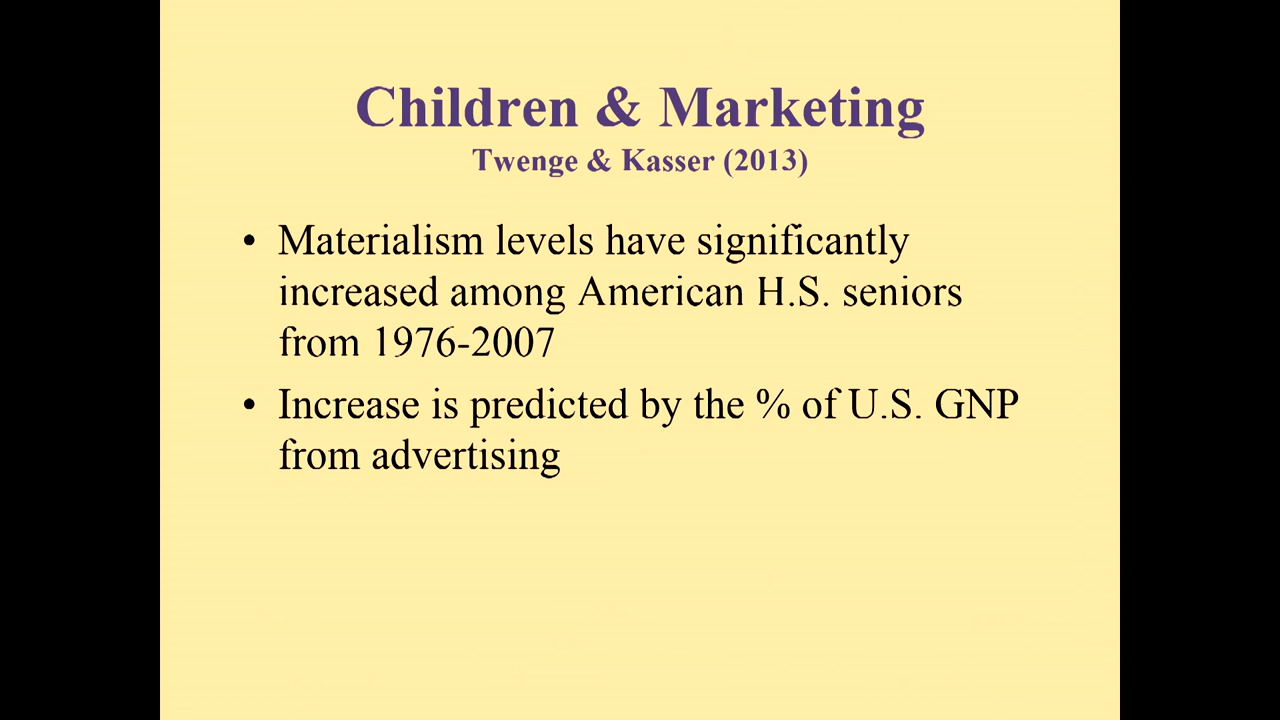 Children & Marketing
Twenge & Kasser (2013)
• Materialism levels have significantly
increased among American H.S. seniors
from 1976-2007
• Increase is predicted by the % of U.S. GNP
from advertising